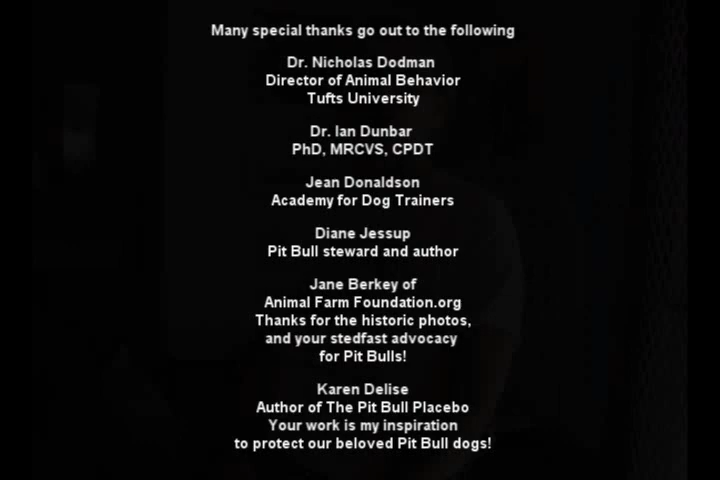 Many special thanks go out to the following
Dr. Nicholas Dodman
Director of Animal Behavior
Tufts University
Dr. Ian Dunbar
PhD, MRCVS, CPDT
Jean Donaldson
Academy for Dog Trainers
Diane Jessup
Pit Bull steward and author
Jane Berkey of
Animal Farm Foundation.org
Thanks for the historic photos,
and your stedfast advocacy
for Pit Bulls!
Karen Delise
Author of The Pit Bull Placebo
Your work is my inspiration
to protect our beloved Pit Bull dogs!